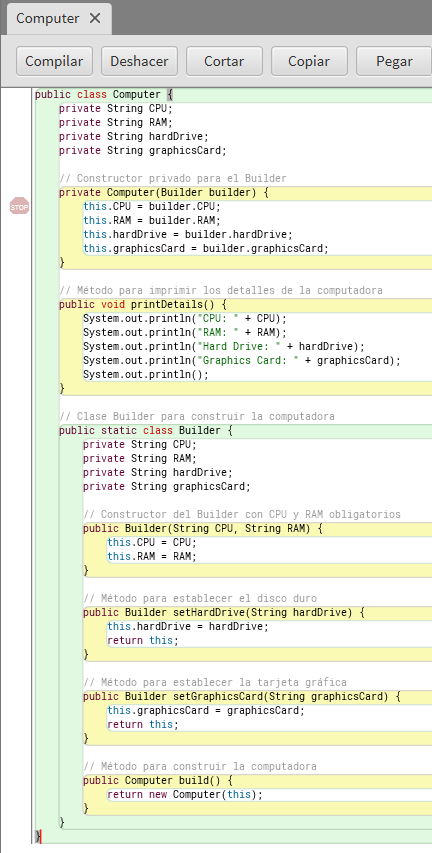 Computer ×
Compilar Deshacer Cortar Copiar Pegar
public class Computer {
    private String CPU;
    private String RAM;
    private String hardDrive;
    private String graphicsCard;

    // Constructor privado para el Builder
    private Computer(Builder builder) {
STOP        this.CPU = builder.CPU;
        this.RAM = builder.RAM;
        this.hardDrive = builder.hardDrive;
        this.graphicsCard = builder.graphicsCard;
    }

    // Método para imprimir los detalles de la computadora
    public void printDetails() {
        System.out.println("CPU: " + CPU);
        System.out.println("RAM: " + RAM);
        System.out.println("Hard Drive: " + hardDrive);
        System.out.println("Graphics Card: " + graphicsCard);
        System.out.println();
    }

    // Clase Builder para construir la computadora
    public static class Builder {
        private String CPU;
        private String RAM;
        private String hardDrive;
        private String graphicsCard;

        // Constructor del Builder con CPU y RAM obligatorios
        public Builder(String CPU, String RAM) {
            this.CPU = CPU;
            this.RAM = RAM;
        }

        // Método para establecer el disco duro
        public Builder setHardDrive(String hardDrive) {
            this.hardDrive = hardDrive;
            return this;
        }

        // Método para establecer la tarjeta gráfica
        public Builder setGraphicsCard(String graphicsCard) {
            this.graphicsCard = graphicsCard;
            return this;
        }

        // Método para construir la computadora
        public Computer build() {
            return new Computer(this);
        }
    }
}